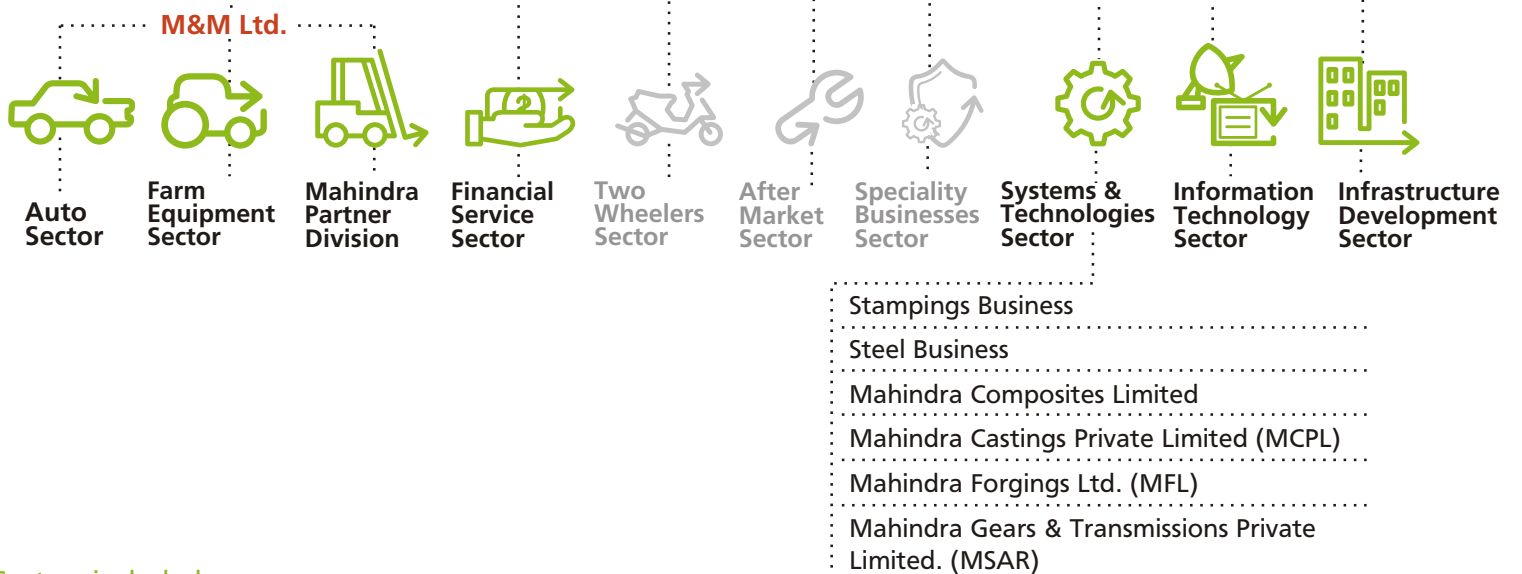 M&M Ltd.
Auto
Sector
Farm
Equipment
Sector
Mahindra
Partner
Division
Financial
Service
Sector
Two
Wheelers
Sector
After
Market
Sector
Speciality
Businesses
Sector
Systems &
Technologies
Sector
Information
Technology
Sector
Infrastructure
Development
Sector
Stampings Business
Steel Business
Mahindra Composites Limited
Mahindra Castings Private Limited (MCPL)
Mahindra Forgings Ltd. (MFL)
Mahindra Gears & Transmissions Private
Limited. (MSAR)